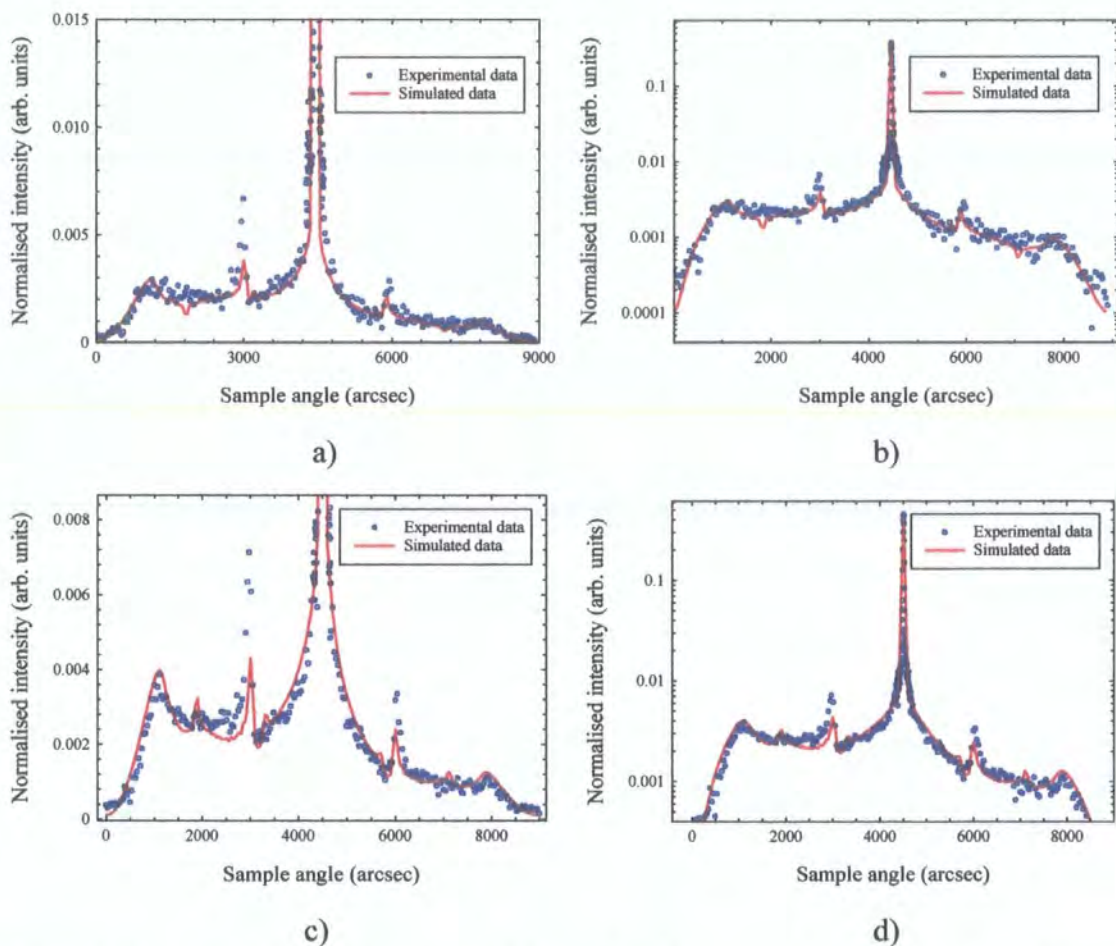 Normalised intensity (arb. units)
0.015
0.010
0.005
0
0
3000
6000
9000
Experimental data
Simulated data
Sample angle (arcsec)
a)
Normalised intensity (arb. units)
0.1
0.01
0.001
0.0001
2000
4000
6000
8000
Experimental data
Simulated data
Sample angle (arcsec)
b)
Normalised intensity (arb. units)
0.008
0.006
0.004
0.002
0
0
2000
4000
6000
8000
Experimental data
Simulated data
Sample angle (arcsec)
c)
Normalised intensity (arb. units)
0.1
0.01
0.001
0
2000
4000
6000
8000
Experimental data
Simulated data
Sample angle (arcsec)
d)